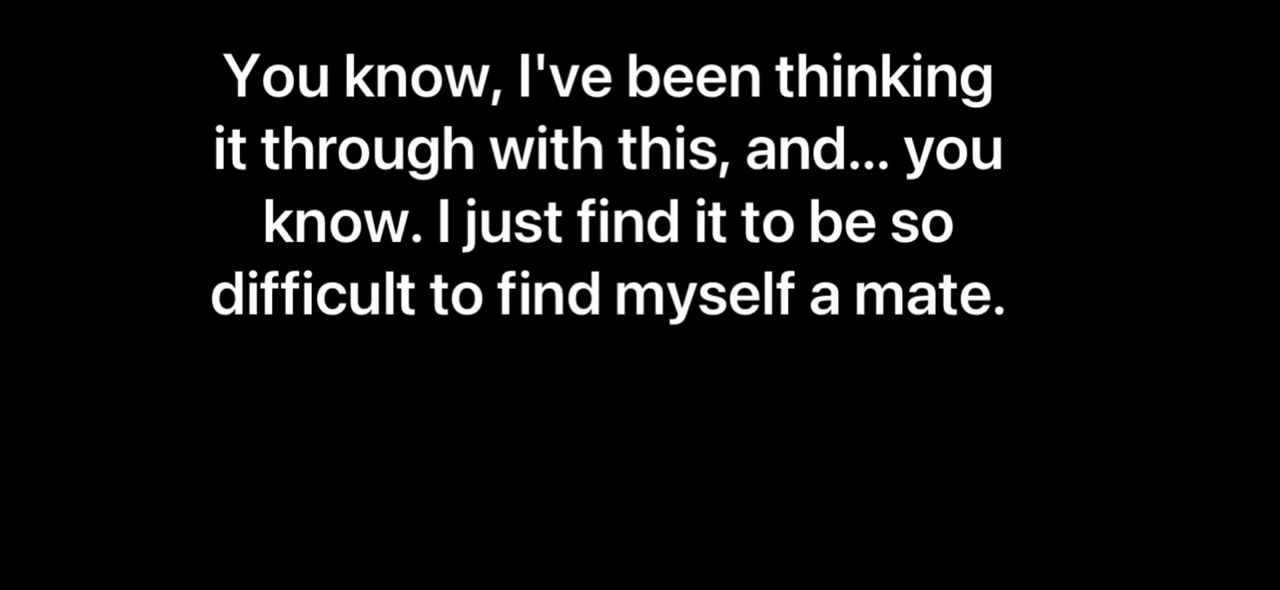 You know, I've been thinking
it through with this, and... you
know. I just find it to be so
difficult to find myself a mate.